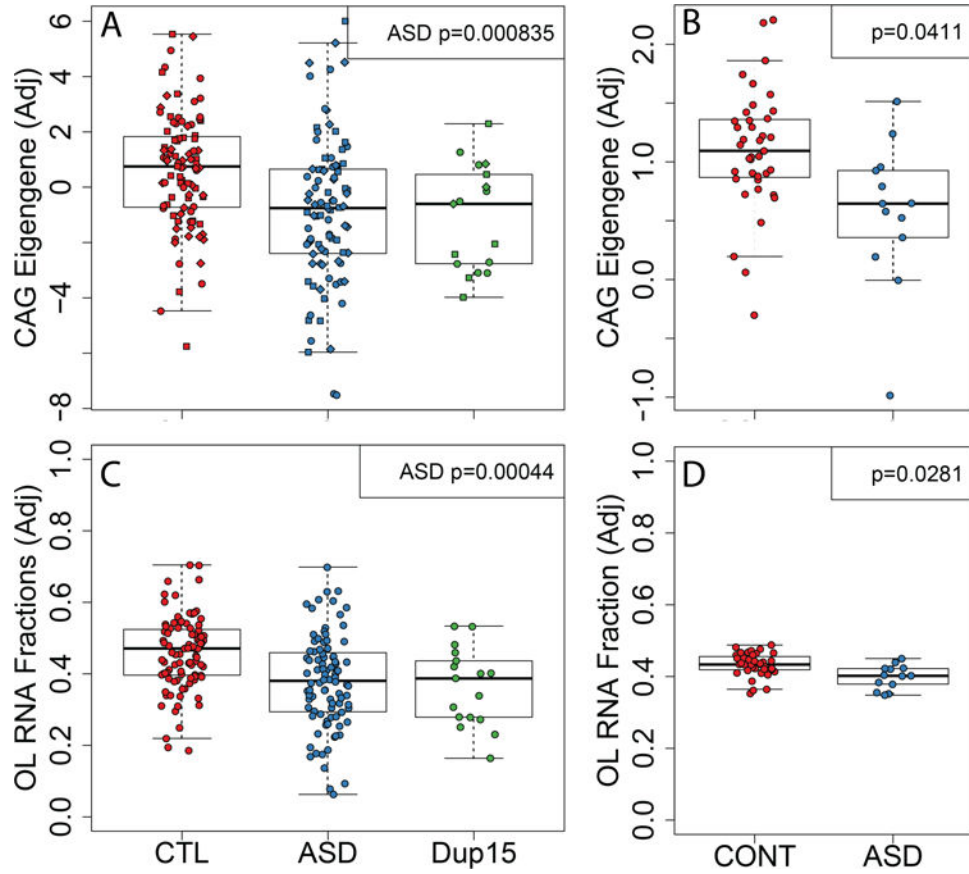 A
ASD p=0.000835
CAG Eigengene (Adj)
6
4
2
0
−4
−8
B
p=0.0411
CAG Eigengene (Adj)
2.0
1.0
0.0
−1.0
C
ASD p=0.00044
OL RNA Fractions (Adj)
1.0
0.8
0.6
0.4
0.2
0.0
CTL
ASD
Dup15
D
p=0.0281
OL RNA Fraction (Adj)
1.0
0.8
0.6
0.4
0.2
0.0
CONT
ASD